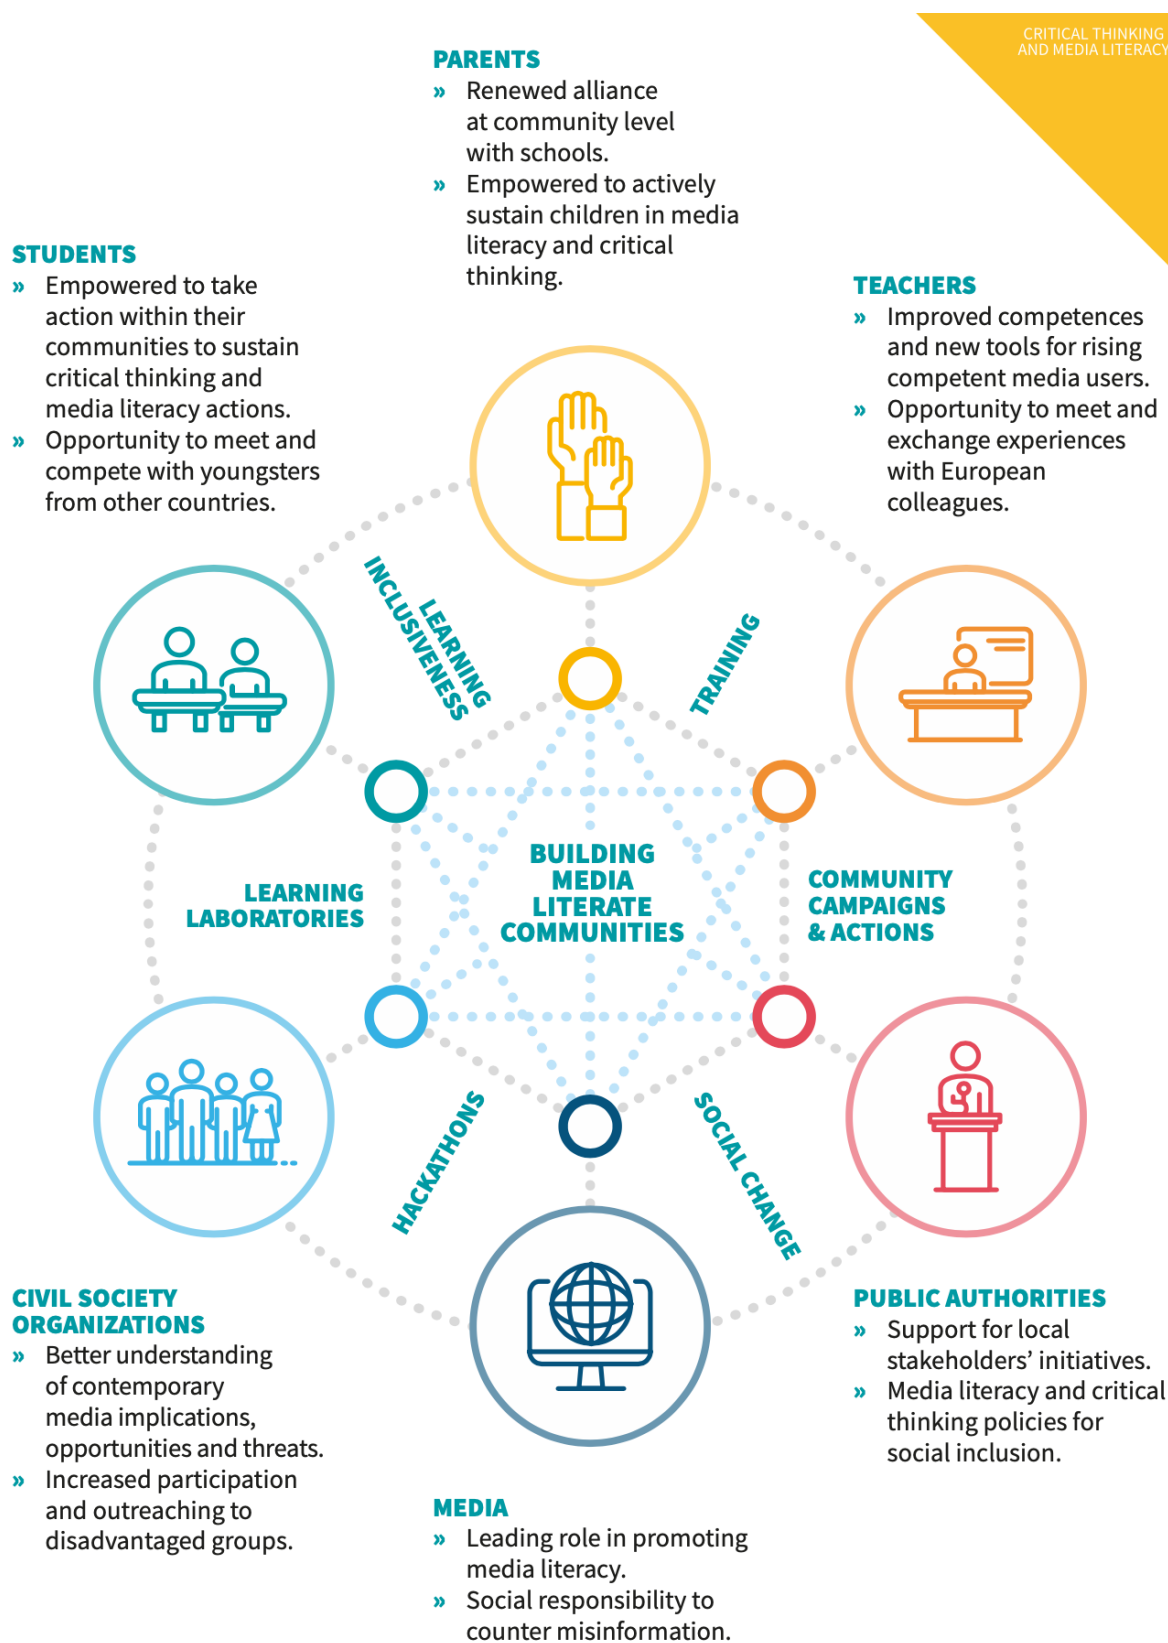 CRITICAL THINKING
AND MEDIA LITERACY
PARENTS
» Renewed alliance
at community level
with schools.
» Empowered to actively
sustain children in media
literacy and critical
thinking.
STUDENTS
» Empowered to take
action within their
communities to sustain
critical thinking and
media literacy actions.
» Opportunity to meet and
compete with youngsters
from other countries.
TEACHERS
» Improved competences
and new tools for rising
competent media users.
» Opportunity to meet and
exchange experiences
with European
colleagues.
LEARNING
INCLUSIVENESS
TRAINING
LEARNING
LABORATORIES
BUILDING
MEDIA
LITERATE
COMMUNITIES
COMMUNITY
CAMPAIGNS
& ACTIONS
HACKATHONS
SOCIAL CHANGE
CIVIL SOCIETY
ORGANIZATIONS
» Better understanding
of contemporary
media implications,
opportunities and threats.
» Increased participation
and outreaching to
disadvantaged groups.
MEDIA
» Leading role in promoting
media literacy.
» Social responsibility to
counter misinformation.
PUBLIC AUTHORITIES
» Support for local
stakeholders’ initiatives.
» Media literacy and critical
thinking policies for
social inclusion.